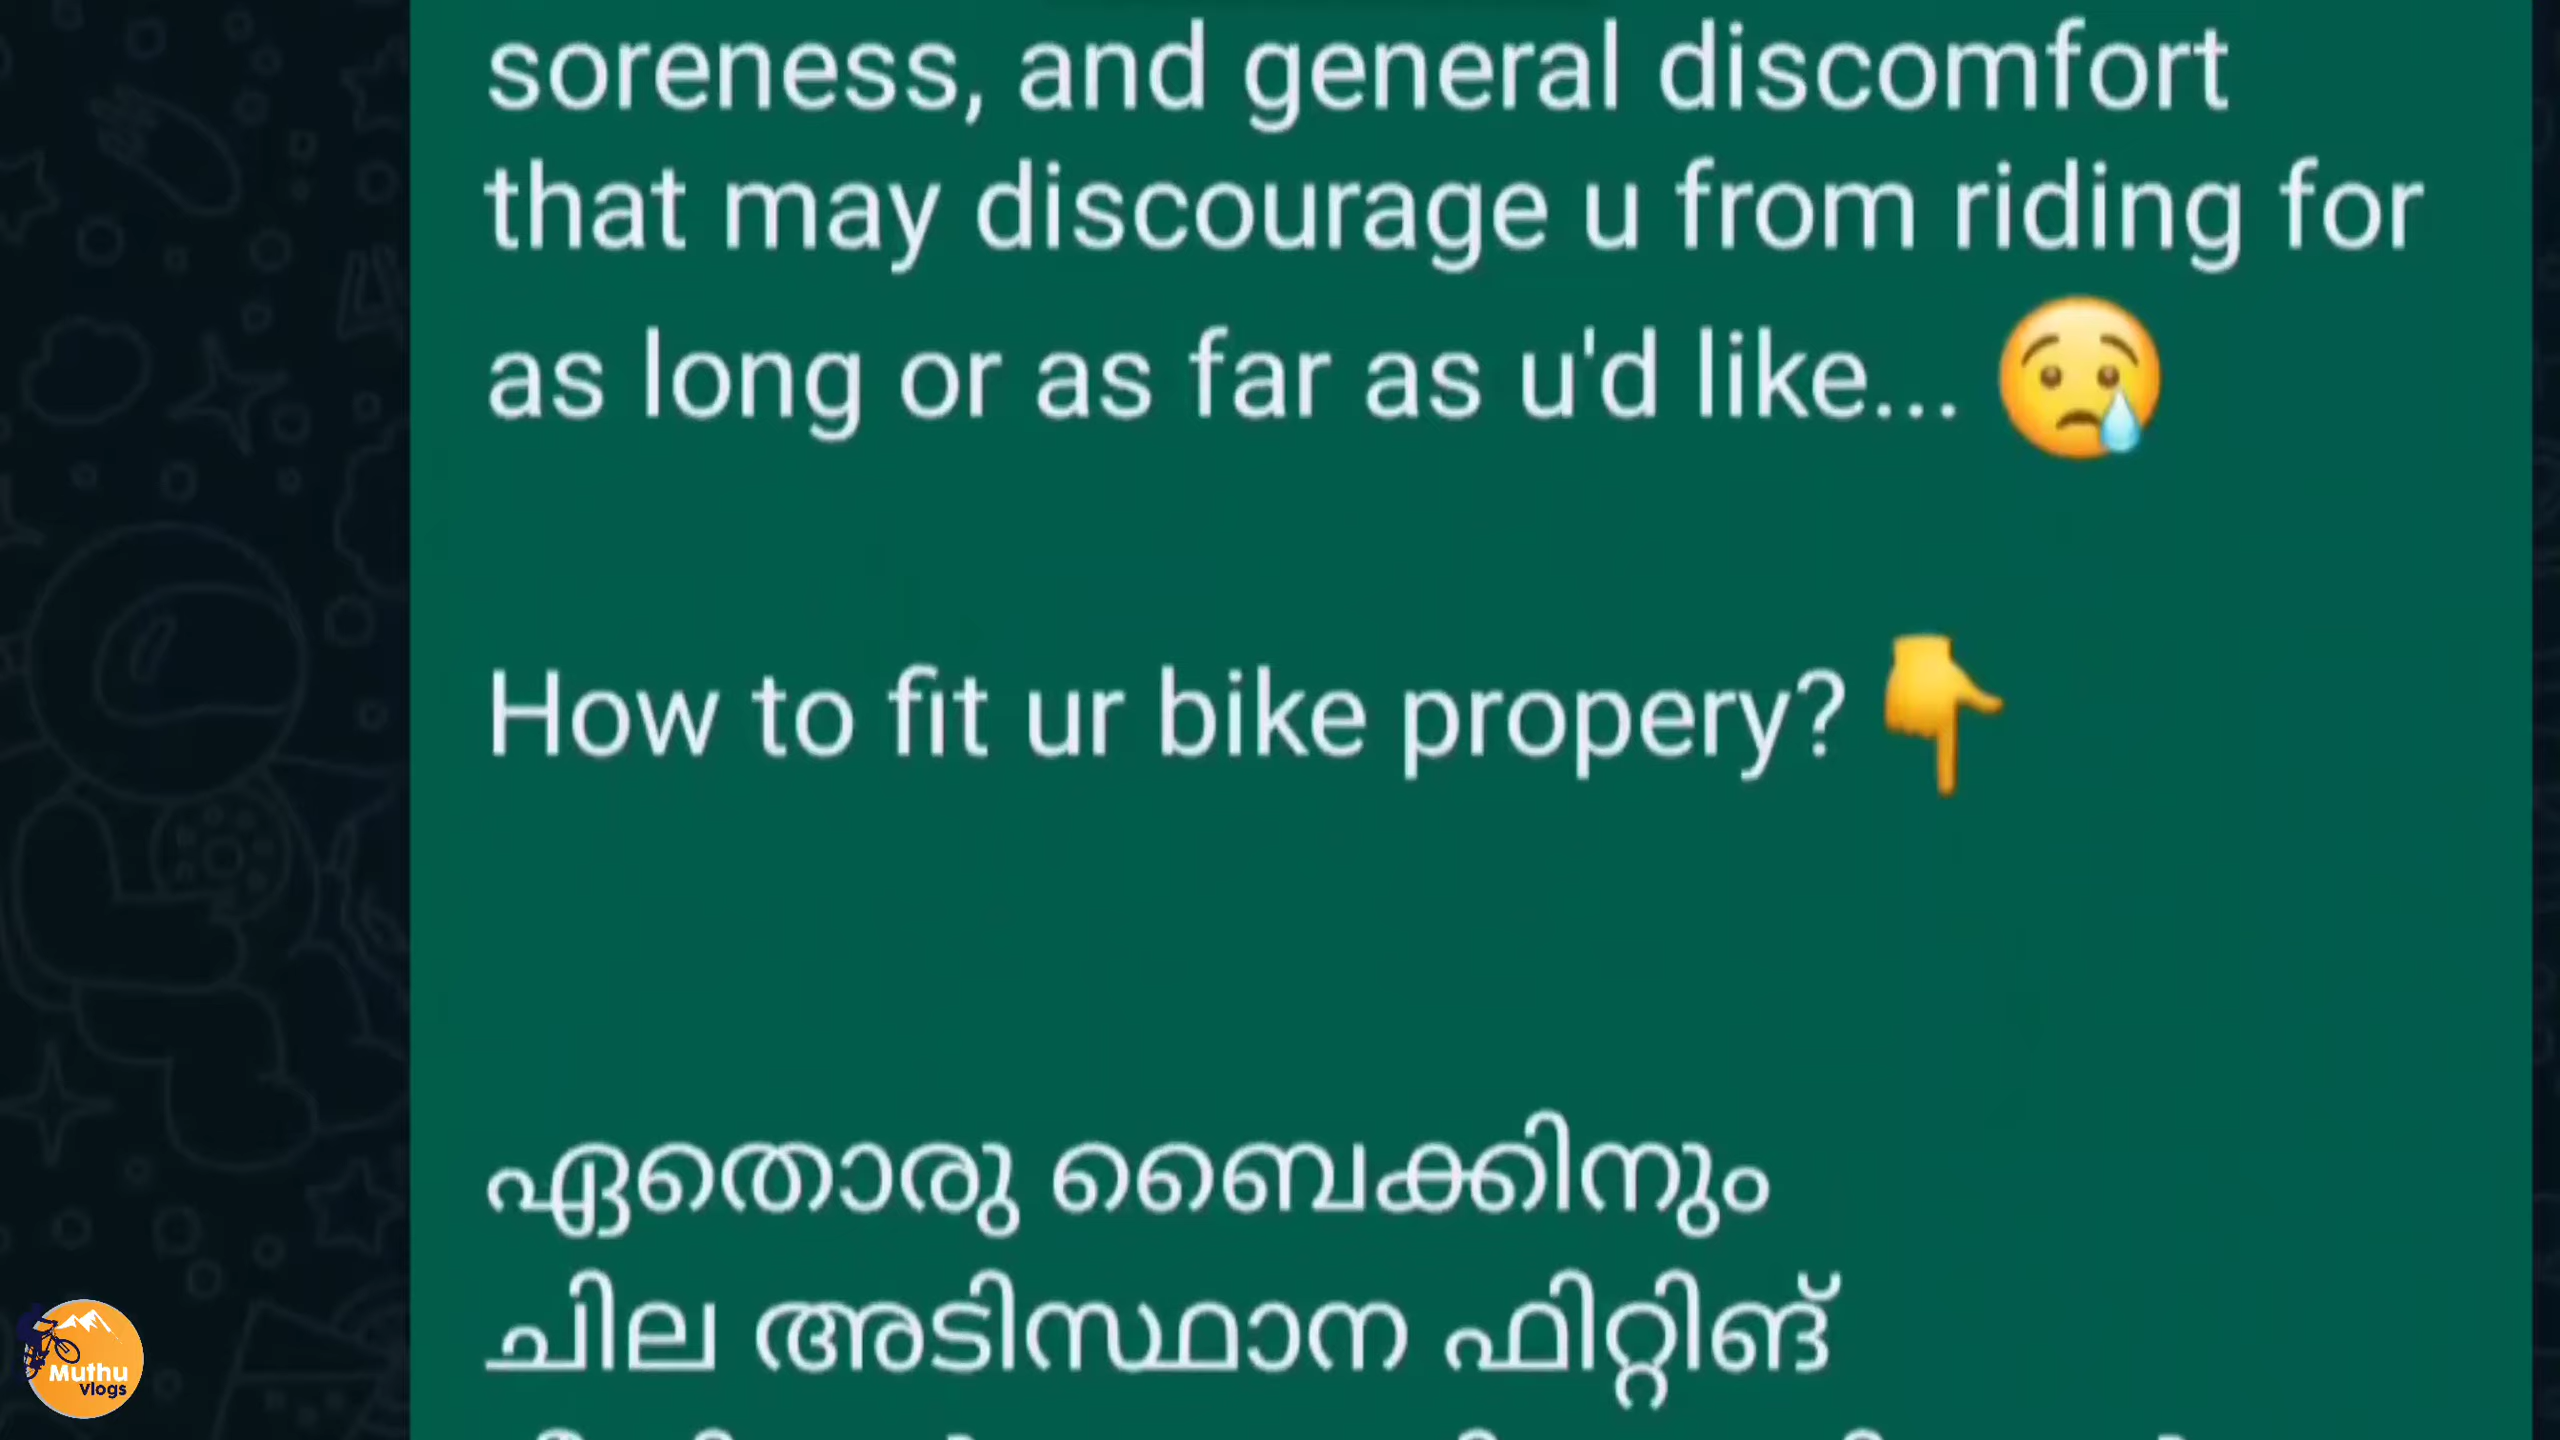 soreness, and general discomfort
that may discourage u from riding for
as long or as far as u'd like... 😢
How to fit ur bike propery? 👇
ഏതൊരു ബൈക്കിനും
ചില അടിസ്ഥാന ഫിറ്റിങ്
Muthu
vlogs